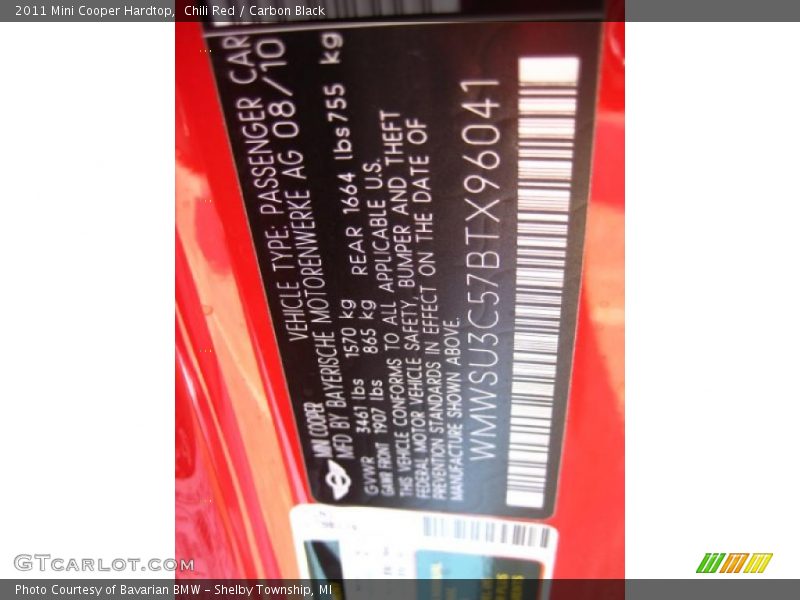 2011 Mini Cooper Hardtop,  Chili Red / Carbon Black
VEHICLE TYPE: PASSENGER CAR
MINI COOPER
MFD BY BAYERISCHE MOTORENWERKE AG 08/10
GVWR 3461 lbs 1570 kg
GAWR FRONT 1907 lbs 865 kg REAR 1664 lbs 755 kg
THIS VEHICLE CONFORMS TO ALL APPLICABLE U.S.
FEDERAL MOTOR VEHICLE SAFETY, BUMPER AND THEFT
PREVENTION STANDARDS IN EFFECT ON THE DATE OF
MANUFACTURE SHOWN ABOVE.
WMWSU3C57BTX96041
GTCARLOT.COM
Photo Courtesy of Bavarian BMW – Shelby Township, MI